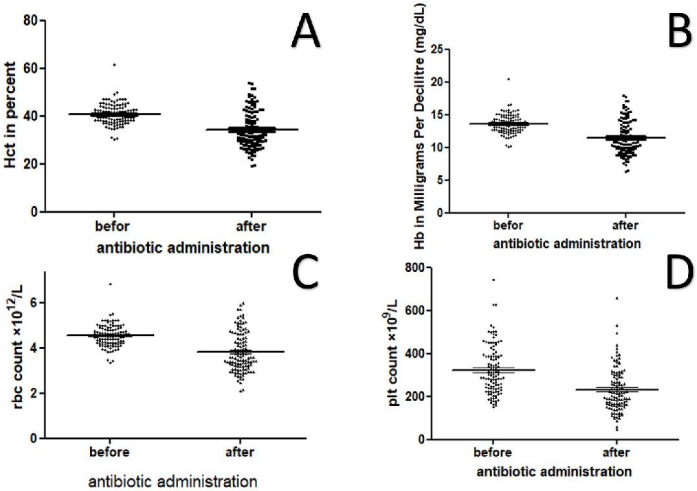 A
Hct in percent
80
60
40
20
0
befor after
antibiotic administration
B
Hb in Milligrams Per Decilitre (mg/dL)
25
20
15
10
5
0
befor after
antibiotic administration
C
rbc count ×10¹²/L
6
4
2
0
before after
antibiotic administration
D
plt count ×10⁹/L
800
600
400
200
0
before after
antibiotic administration